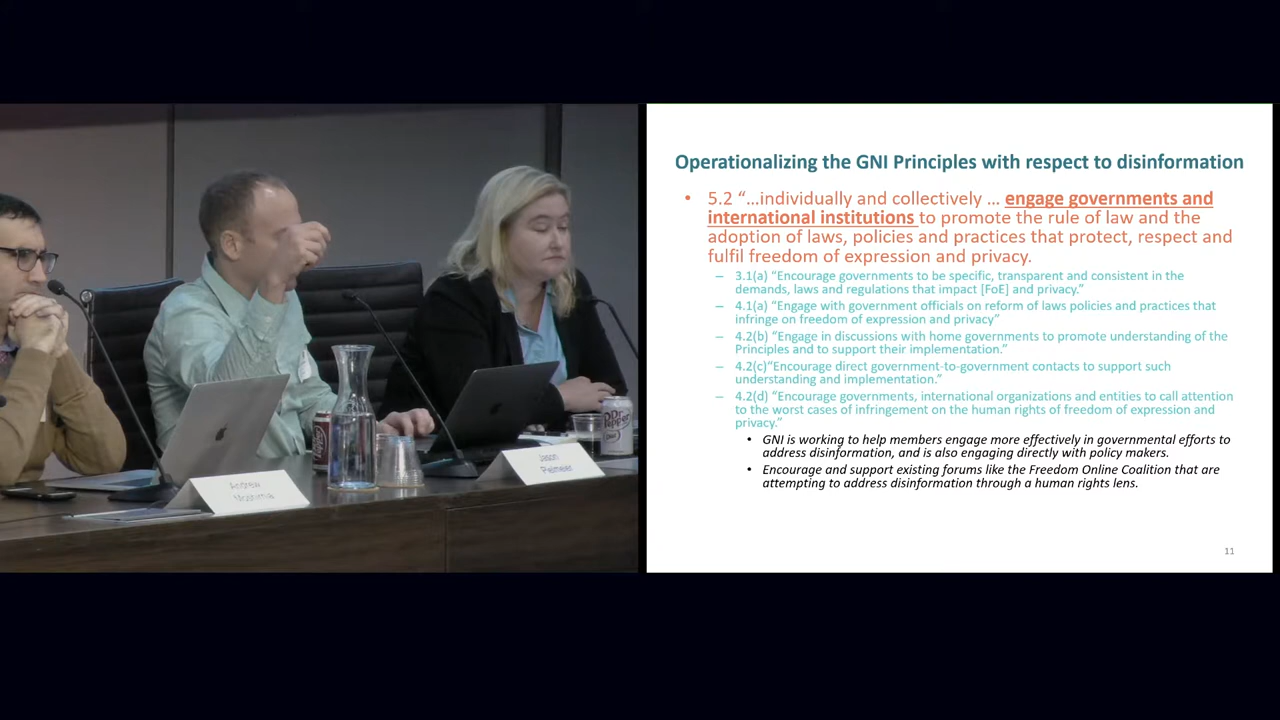 Operationalizing the GNI Principles with respect to disinformation
• 5.2 “…individually and collectively … engage governments and
international institutions to promote the rule of law and the
adoption of laws, policies and practices that protect, respect and
fulfil freedom of expression and privacy.
– 3.1(a) “Encourage governments to be specific, transparent and consistent in the
demands, laws and regulations that impact [FoE] and privacy.”
– 4.1(a) “Engage with government officials on reform of laws policies and practices that
infringe on freedom of expression and privacy”
– 4.2(b) “Engage in discussions with home governments to promote understanding of the
Principles and to support their implementation.”
– 4.2(c)“Encourage direct government-to-government contacts to support such
understanding and implementation.”
– 4.2(d) “Encourage governments, international organizations and entities to call attention
to the worst cases of infringement on the human rights of freedom of expression and
privacy.”
• GNI is working to help members engage more effectively in governmental efforts to
address disinformation, and is also engaging directly with policy makers.
• Encourage and support existing forums like the Freedom Online Coalition that are
attempting to address disinformation through a human rights lens.
11
Andrew
Jason
Pielmeier
Dr
Pepper